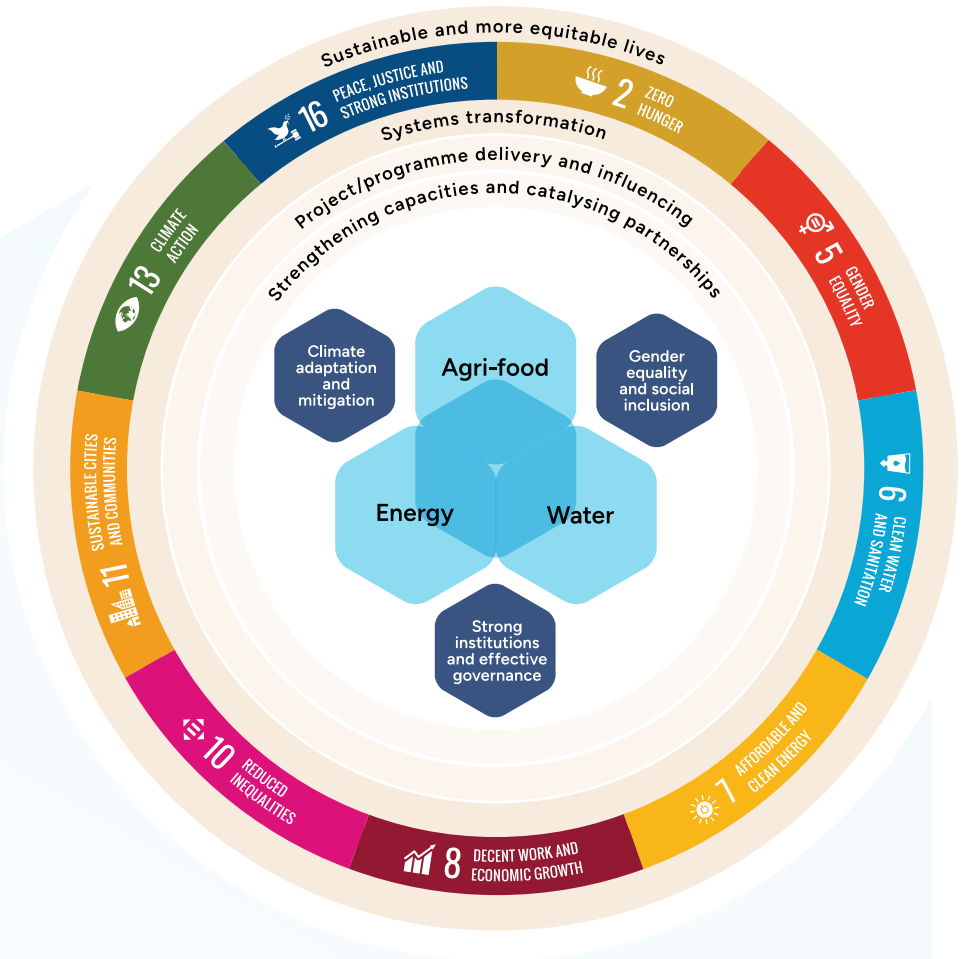 Sustainable and more equitable lives
16
PEACE, JUSTICE AND
STRONG INSTITUTIONS
2
ZERO
HUNGER
Systems transformation
Project/programme delivery and influencing
Strengthening capacities and catalysing partnerships
13
CLIMATE
ACTION
5
GENDER
EQUALITY
Climate
adaptation
and
mitigation
Agri-food
Gender
equality
and social
inclusion
11
SUSTAINABLE CITIES
AND COMMUNITIES
Energy
Water
6
CLEAN WATER
AND SANITATION
Strong
institutions
and effective
governance
10
REDUCED
INEQUALITIES
7
AFFORDABLE AND
CLEAN ENERGY
8
DECENT WORK AND
ECONOMIC GROWTH